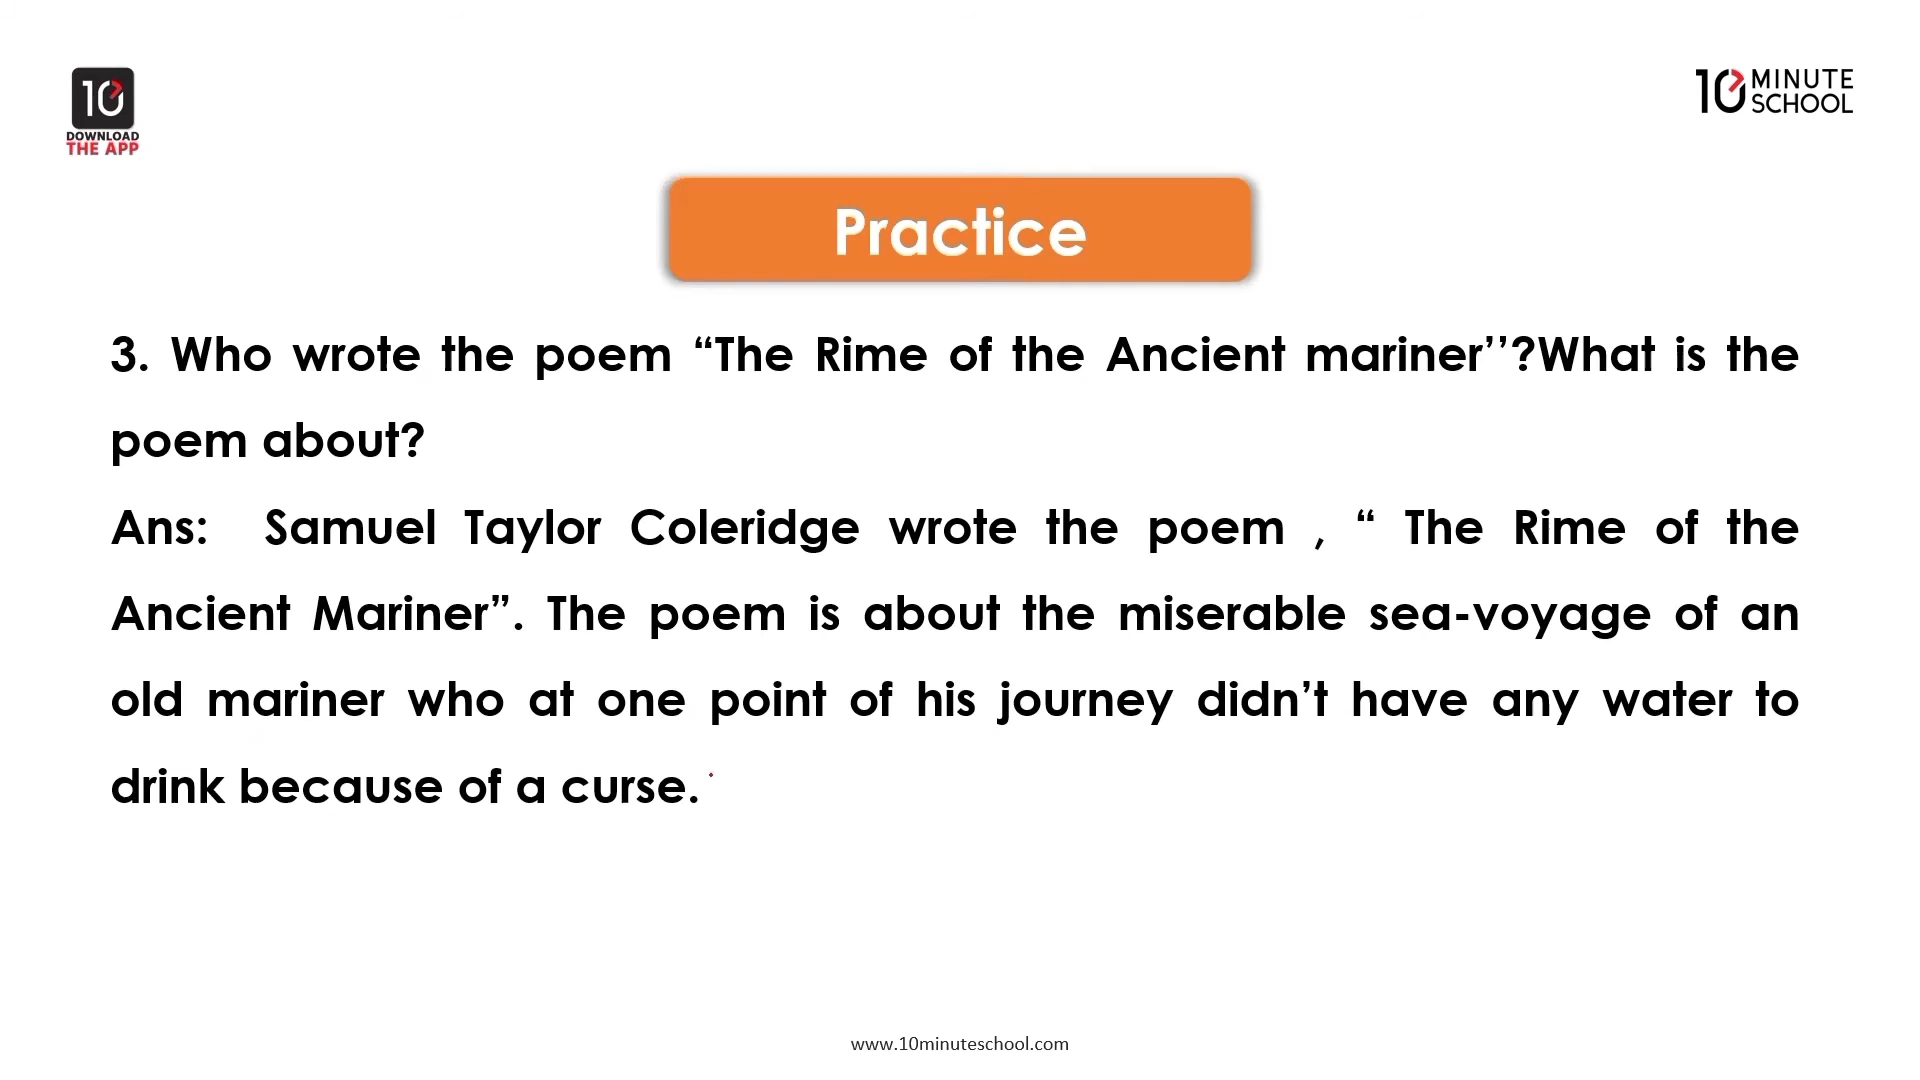 10
DOWNLOAD
THE APP
10 MINUTE
SCHOOL
Practice
3. Who wrote the poem “The Rime of the Ancient mariner’’?What is the
poem about?
Ans: Samuel Taylor Coleridge wrote the poem , “ The Rime of the
Ancient Mariner”. The poem is about the miserable sea-voyage of an
old mariner who at one point of his journey didn’t have any water to
drink because of a curse.
www.10minuteschool.com